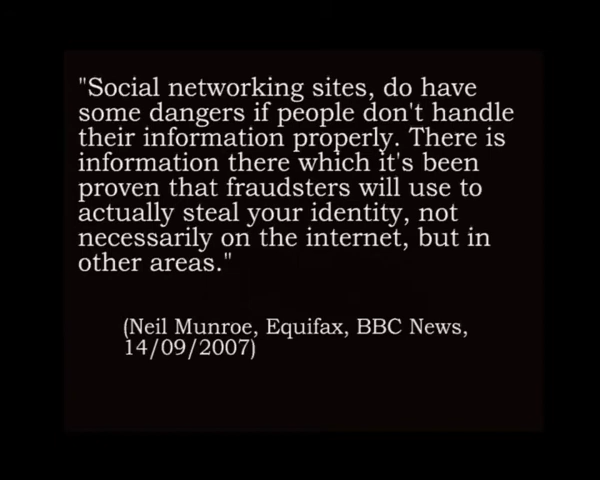 "Social networking sites, do have
some dangers if people don't handle
their information properly. There is
information there which it's been
proven that fraudsters will use to
actually steal your identity, not
necessarily on the internet, but in
other areas."
(Neil Munroe, Equifax, BBC News,
14/09/2007)